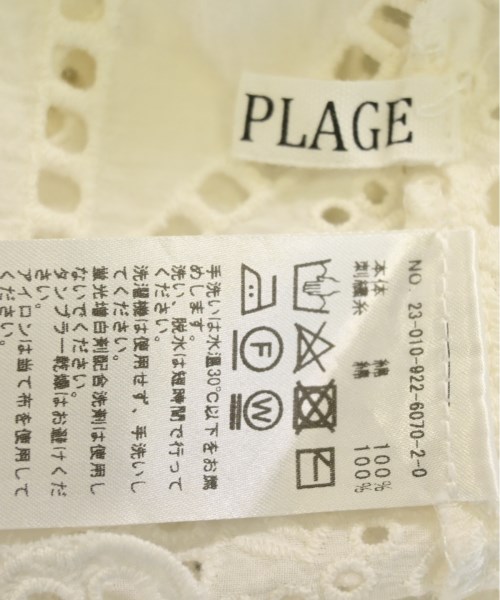 PLAGE
NO. 23-010-922-6070-2-0
本体 綿 100%
刺繍糸 綿 100%
F
W
手洗いは水温30℃以下をお薦
めします。
洗い、脱水は短時間で行って
ください。
洗濯機は使用せず、手洗いし
てください。
蛍光増白剤配合洗剤は使用し
ないでください。
タンブラー乾燥はお避けくだ
さい。
アイロンは当て布を使用して
ください。